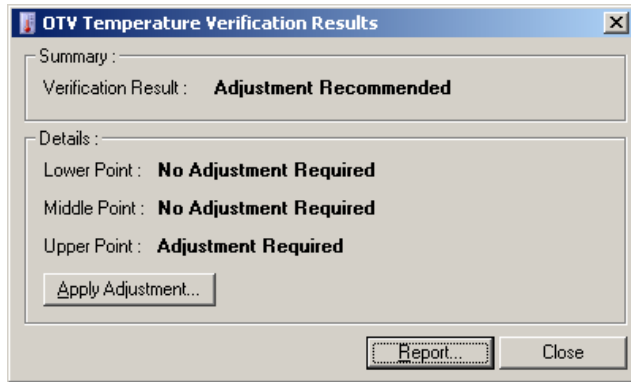 OTV Temperature Verification Results
Summary :
Verification Result : Adjustment Recommended
Details :
Lower Point : No Adjustment Required
Middle Point : No Adjustment Required
Upper Point : Adjustment Required
Apply Adjustment...
Report... Close